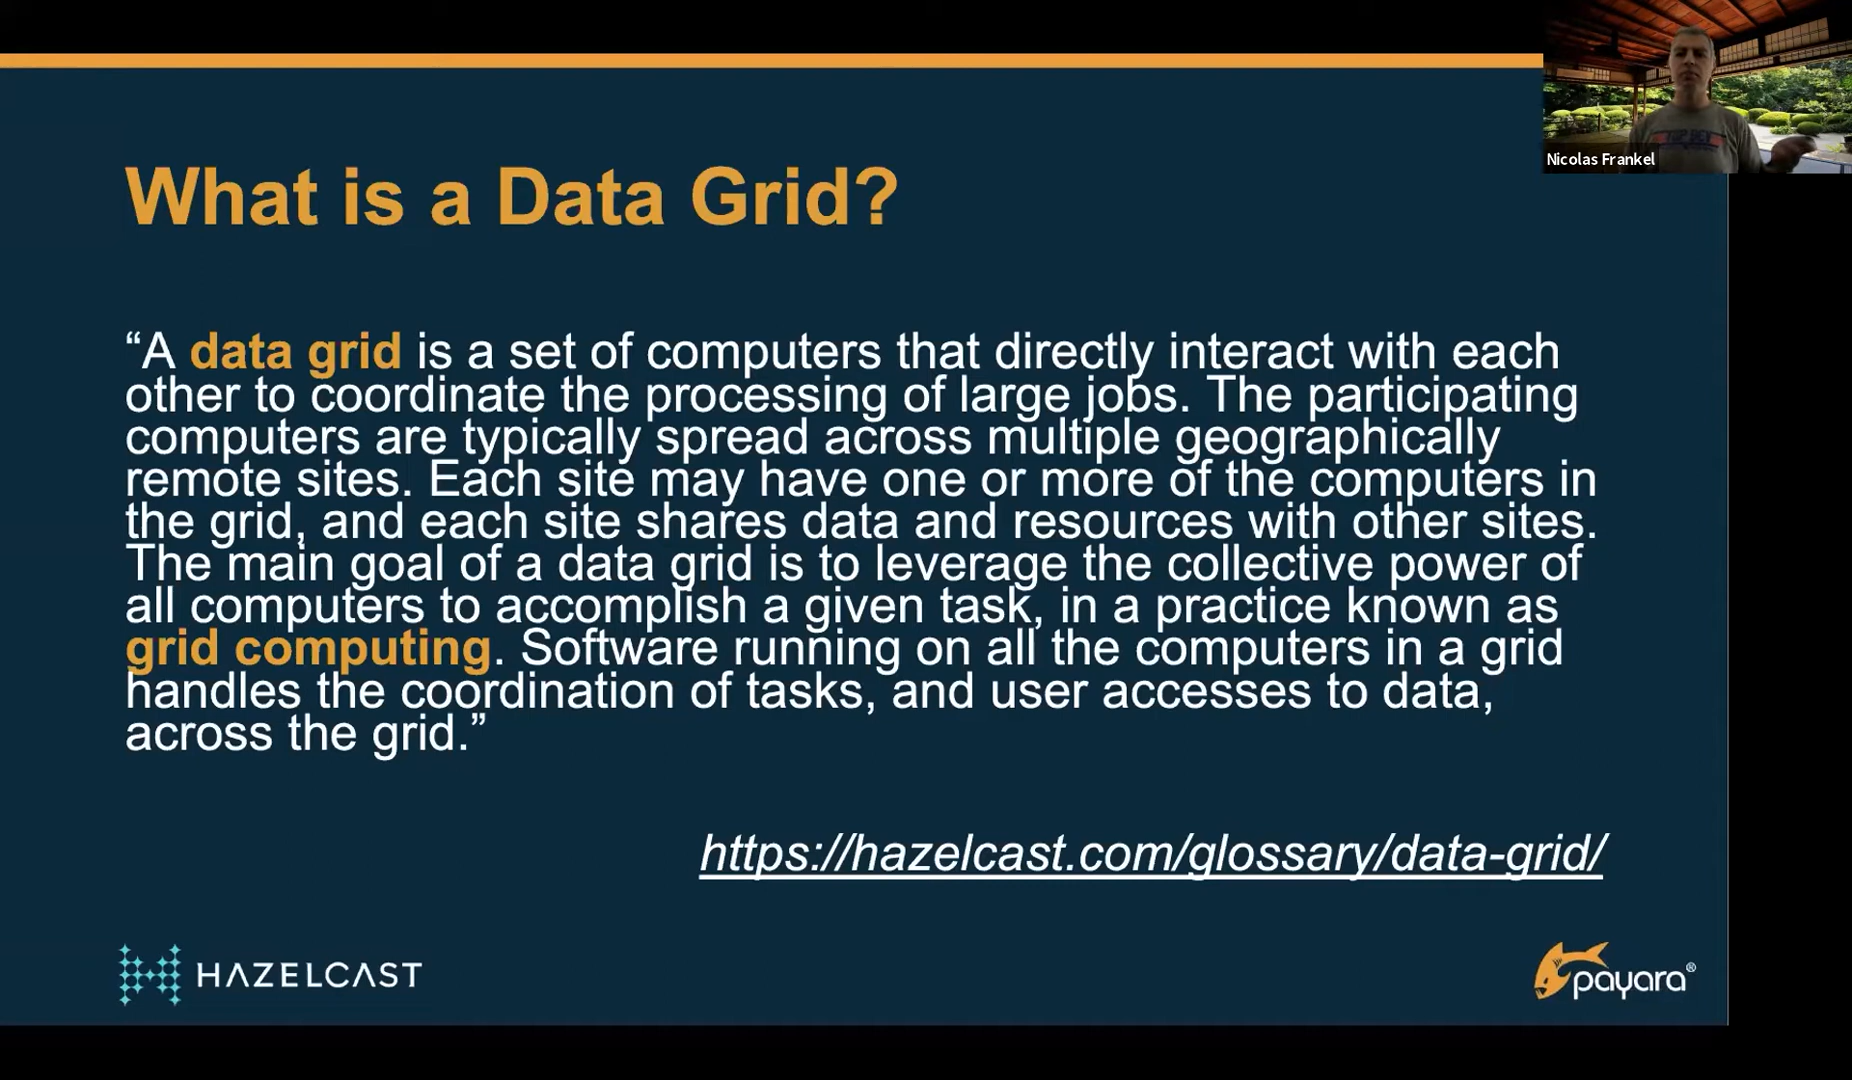 Nicolas Frankel
What is a Data Grid?
“A data grid is a set of computers that directly interact with each
other to coordinate the processing of large jobs. The participating
computers are typically spread across multiple geographically
remote sites. Each site may have one or more of the computers in
the grid, and each site shares data and resources with other sites.
The main goal of a data grid is to leverage the collective power of
all computers to accomplish a given task, in a practice known as
grid computing. Software running on all the computers in a grid
handles the coordination of tasks, and user accesses to data,
across the grid.”
https://hazelcast.com/glossary/data-grid/
HAZELCAST
payara®